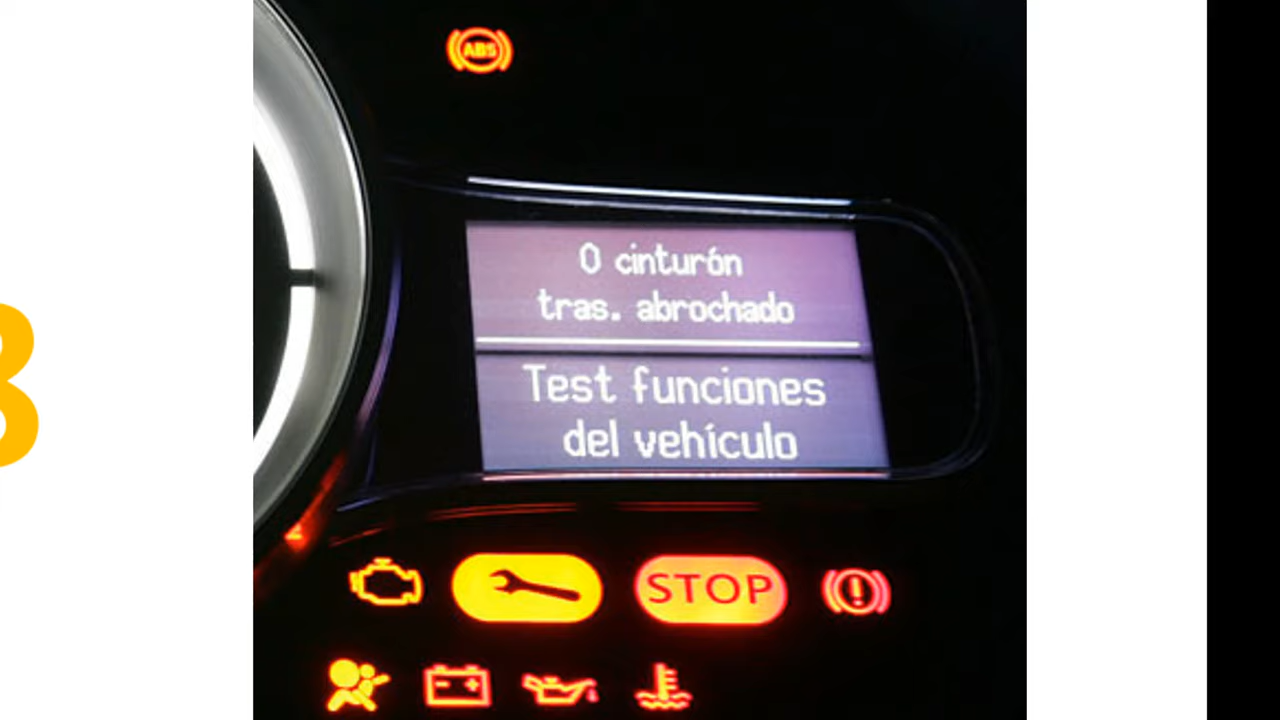 ABS
0 cinturón
tras. abrochado
Test funciones
del vehículo
STOP